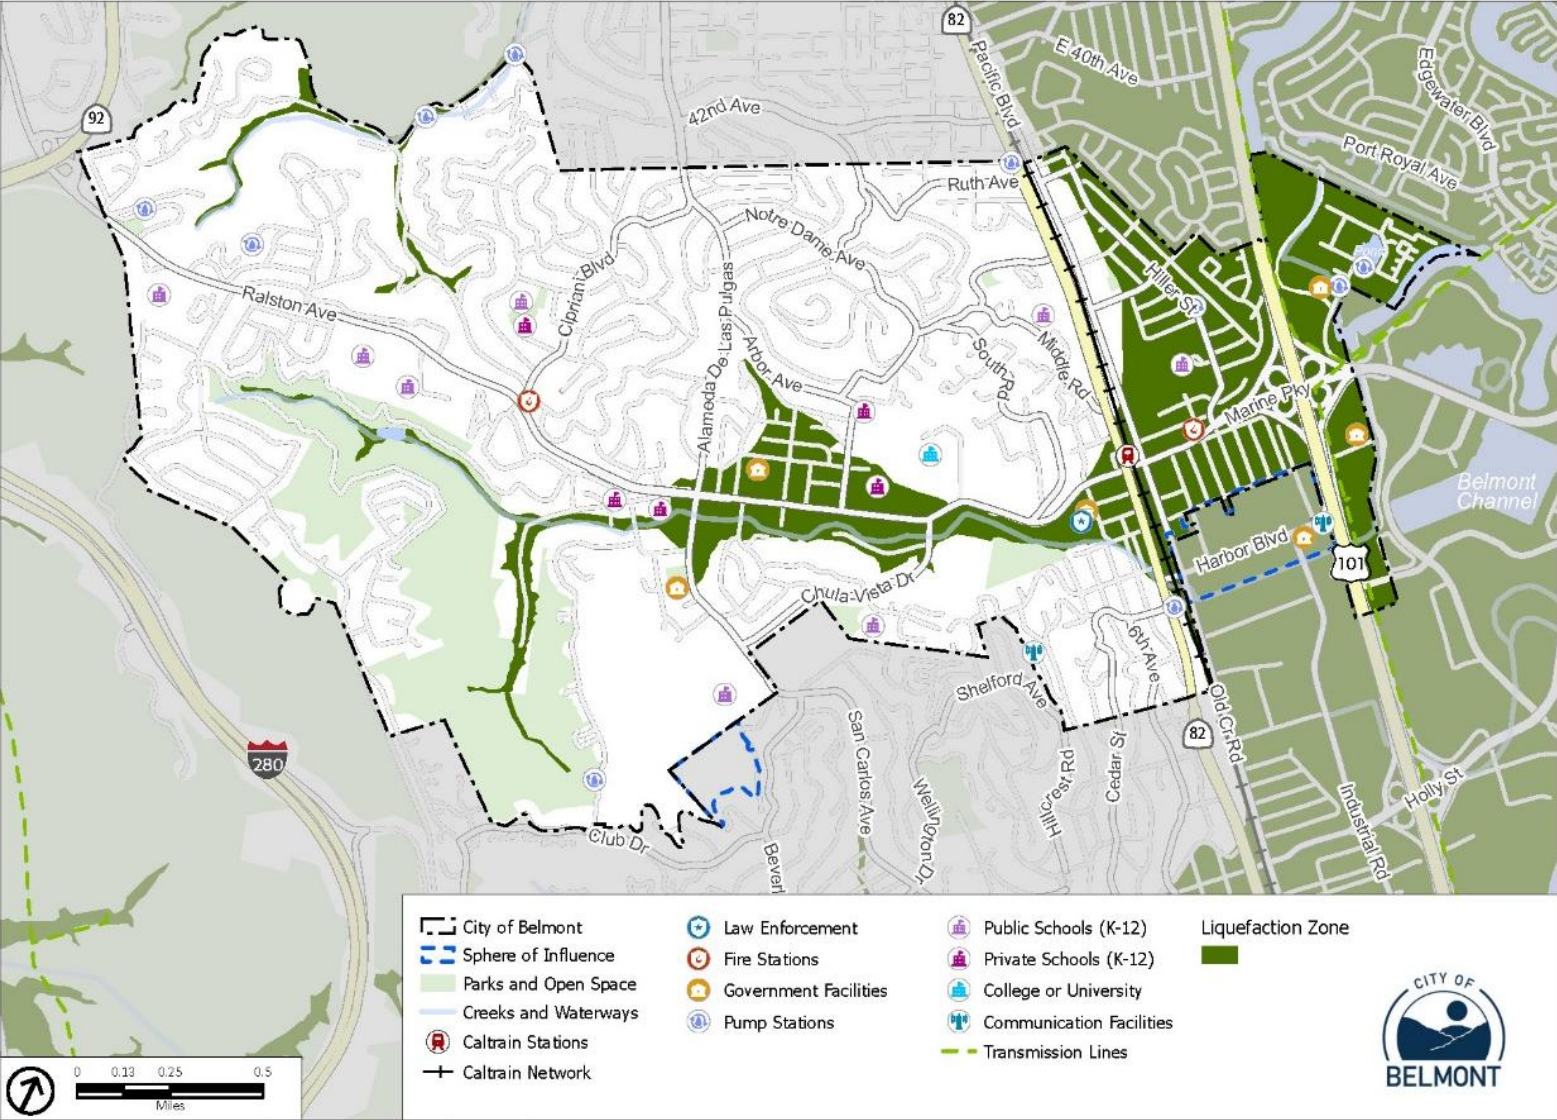 82
E 40th Ave
Edgewater Blvd
Pacific Blvd
92
42nd Ave
Port Royal Ave
Ruth Ave
Notre Dame Ave
Cipriani Blvd
Hiller St
Ralston Ave
Alameda De Las Pulgas
Arbor Ave
South Rd
Middle Rd
Marine Pky
Belmont
Channel
Harbor Blvd
101
Chula Vista Dr
6th Ave
Shelford Ave
82
Old Cr Rd
280
San Carlos Ave
Wellington Dr
Hillcrest Rd
Cedar St
Industrial Rd
Holly St
Club Dr
Beverl
City of Belmont
Sphere of Influence
Parks and Open Space
Creeks and Waterways
Caltrain Stations
Caltrain Network
Law Enforcement
Fire Stations
Government Facilities
Pump Stations
Public Schools (K-12)
Private Schools (K-12)
College or University
Communication Facilities
Transmission Lines
Liquefaction Zone
CITY OF
BELMONT
0 0.13 0.25 0.5
Miles